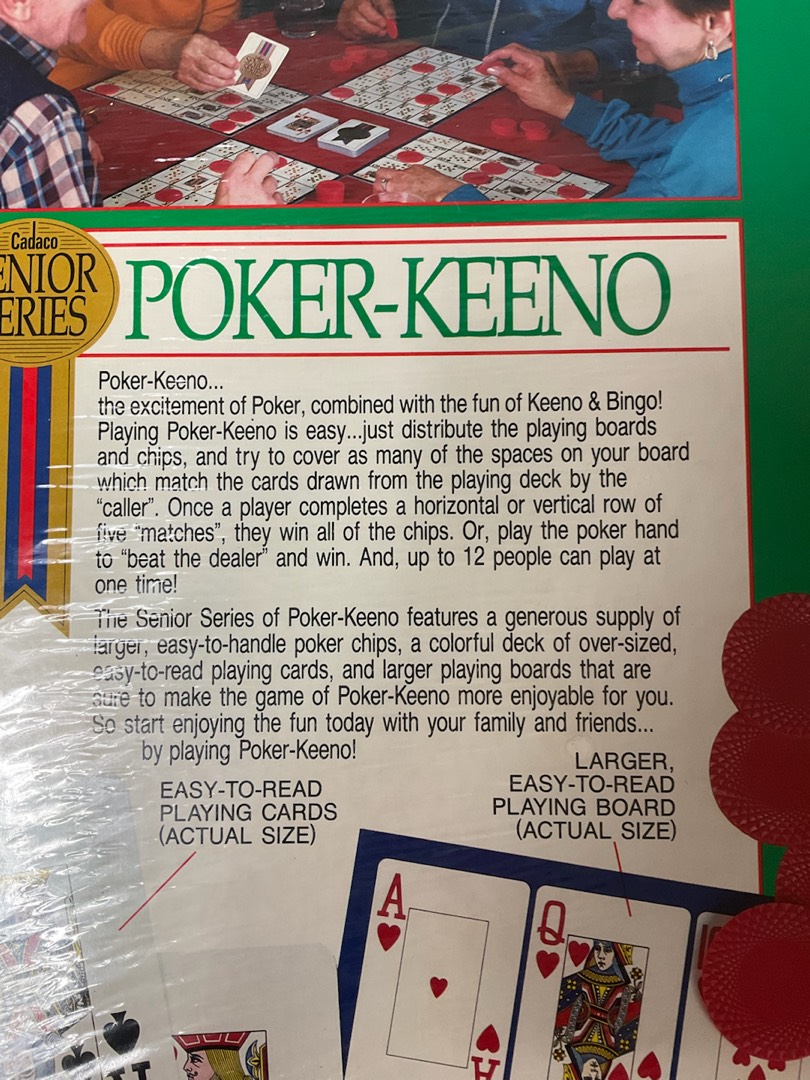 Cadaco
ENIOR
ERIES
POKER-KEENO
Poker-Keeno...
the excitement of Poker, combined with the fun of Keeno & Bingo!
Playing Poker-Keeno is easy...just distribute the playing boards
and chips, and try to cover as many of the spaces on your board
which match the cards drawn from the playing deck by the
“caller”. Once a player completes a horizontal or vertical row of
five “matches”, they win all of the chips. Or, play the poker hand
to “beat the dealer” and win. And, up to 12 people can play at
one time!
The Senior Series of Poker-Keeno features a generous supply of
larger, easy-to-handle poker chips, a colorful deck of over-sized,
easy-to-read playing cards, and larger playing boards that are
sure to make the game of Poker-Keeno more enjoyable for you.
So start enjoying the fun today with your family and friends...
by playing Poker-Keeno!
EASY-TO-READ
PLAYING CARDS
(ACTUAL SIZE)
LARGER,
EASY-TO-READ
PLAYING BOARD
(ACTUAL SIZE)
A
Q
A